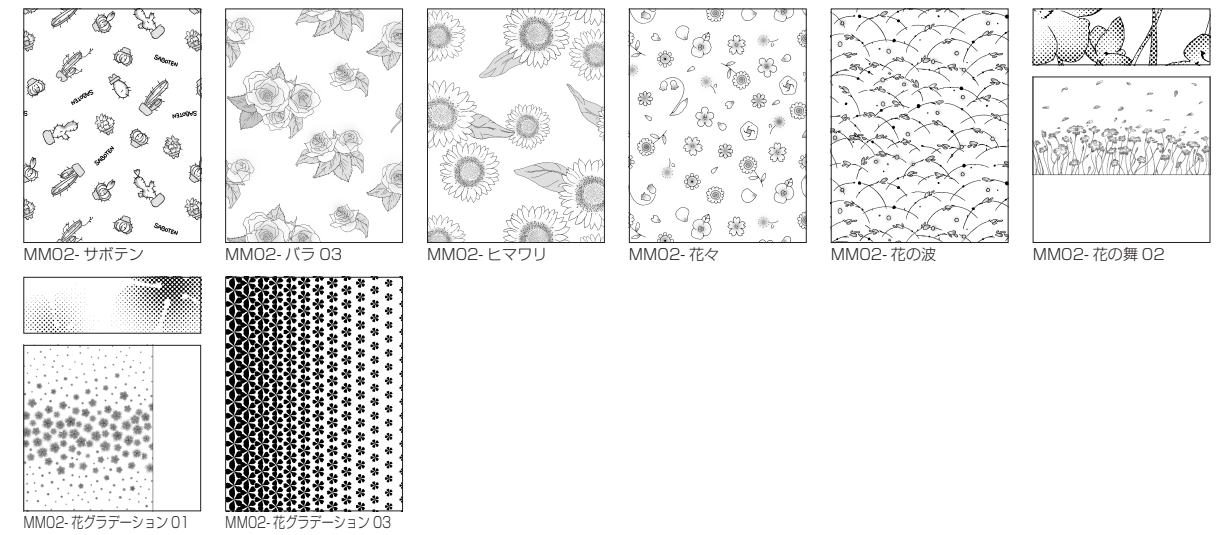 SABOTEN
SABOTEN
SABOTEN
SABOTEN
SABOTEN
MM02- サボテン
MM02- バラ 03
MM02- ヒマワリ
MM02- 花々
MM02- 花の波
MM02- 花の舞 02
MM02- 花グラデーション 01
MM02- 花グラデーション 03